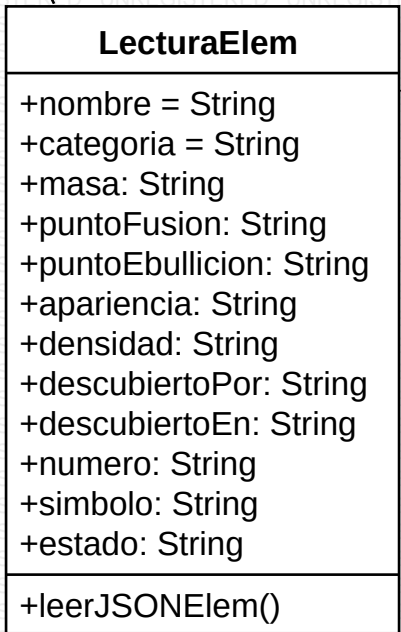 LecturaElem
+nombre = String
+categoria = String
+masa: String
+puntoFusion: String
+puntoEbullicion: String
+apariencia: String
+densidad: String
+descubiertoPor: String
+descubiertoEn: String
+numero: String
+simbolo: String
+estado: String
+leerJSONElem()